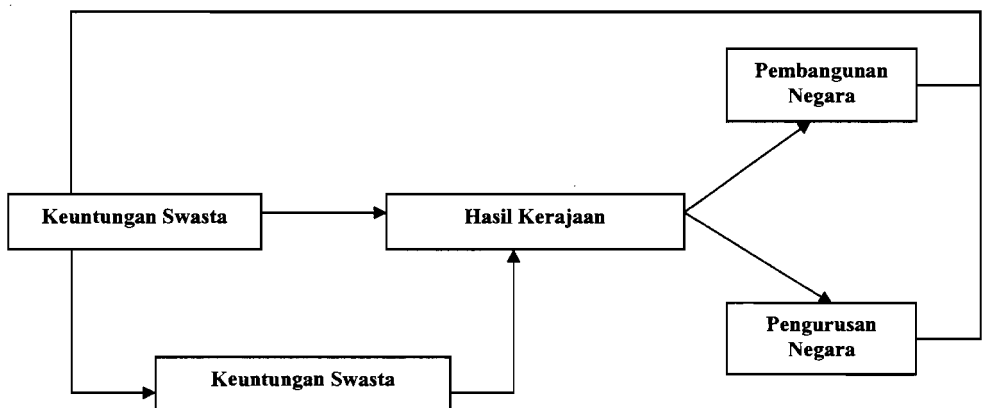 Pembangunan
Negara
Keuntungan Swasta
Hasil Kerajaan
Pengurusan
Negara
Keuntungan Swasta